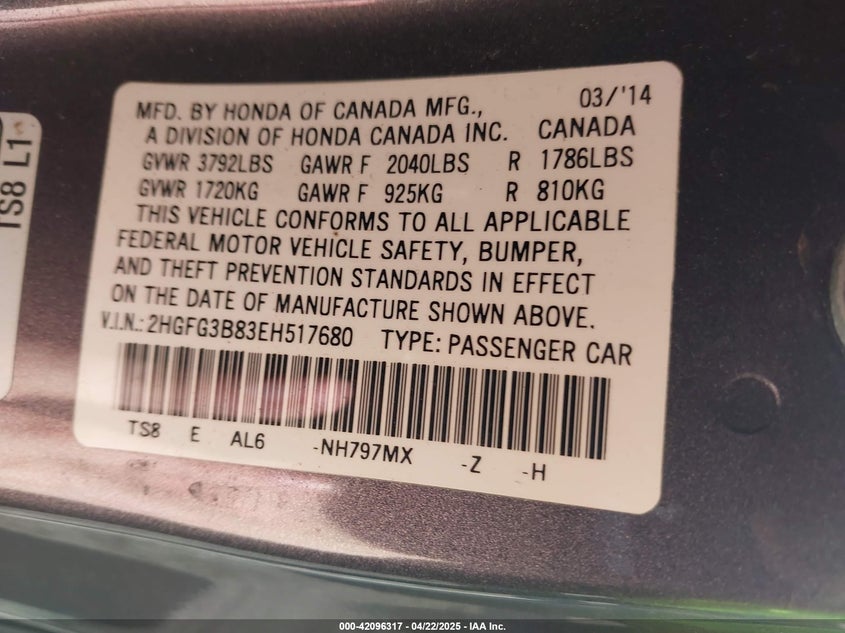 MFD. BY HONDA OF CANADA MFG., 03/'14
A DIVISION OF HONDA CANADA INC. CANADA
GVWR 3792LBS GAWR F 2040LBS R 1786LBS
GVWR 1720KG GAWR F 925KG R 810KG
THIS VEHICLE CONFORMS TO ALL APPLICABLE
FEDERAL MOTOR VEHICLE SAFETY, BUMPER,
AND THEFT PREVENTION STANDARDS IN EFFECT
ON THE DATE OF MANUFACTURE SHOWN ABOVE.
V.I.N.: 2HGFG3B83EH517680 TYPE: PASSENGER CAR
TS8 E AL6 -NH797MX -Z -H
TS8 L1
000-42096317 - 04/22/2025 - IAA Inc.